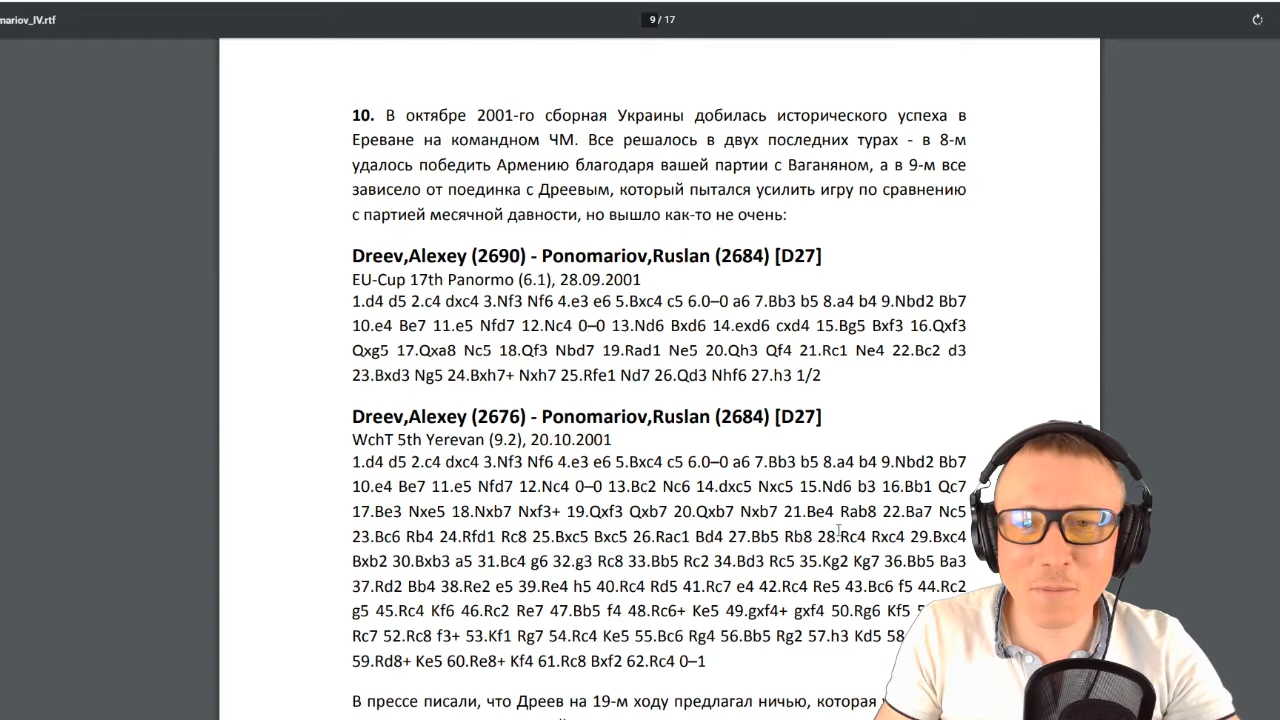 mariov_IV.rtf
9 / 17
10. В октябре 2001-го сборная Украины добилась исторического успеха в
Ереване на командном ЧМ. Все решалось в двух последних турах - в 8-м
удалось победить Армению благодаря вашей партии с Ваганяном, а в 9-м все
зависело от поединка с Дреевым, который пытался усилить игру по сравнению
с партией месячной давности, но вышло как-то не очень:
Dreev,Alexey (2690) - Ponomariov,Ruslan (2684) [D27]
EU-Cup 17th Panormo (6.1), 28.09.2001
1.d4 d5 2.c4 dxc4 3.Nf3 Nf6 4.e3 e6 5.Bxc4 c5 6.0–0 a6 7.Bb3 b5 8.a4 b4 9.Nbd2 Bb7
10.e4 Be7 11.e5 Nfd7 12.Nc4 0–0 13.Nd6 Bxd6 14.exd6 cxd4 15.Bg5 Bxf3 16.Qxf3
Qxg5 17.Qxa8 Nc5 18.Qf3 Nbd7 19.Rad1 Ne5 20.Qh3 Qf4 21.Rc1 Ne4 22.Bc2 d3
23.Bxd3 Ng5 24.Bxh7+ Nxh7 25.Rfe1 Nd7 26.Qd3 Nhf6 27.h3 1/2
Dreev,Alexey (2676) - Ponomariov,Ruslan (2684) [D27]
WchT 5th Yerevan (9.2), 20.10.2001
1.d4 d5 2.c4 dxc4 3.Nf3 Nf6 4.e3 e6 5.Bxc4 c5 6.0–0 a6 7.Bb3 b5 8.a4 b4 9.Nbd2 Bb7
10.e4 Be7 11.e5 Nfd7 12.Nc4 0–0 13.Bc2 Nc6 14.dxc5 Nxc5 15.Nd6 b3 16.Bb1 Qc7
17.Be3 Nxe5 18.Nxb7 Nxf3+ 19.Qxf3 Qxb7 20.Qxb7 Nxb7 21.Be4 Rab8 22.Ba7 Nc5
23.Bc6 Rb4 24.Rfd1 Rc8 25.Bxc5 Bxc5 26.Rac1 Bd4 27.Bb5 Rb8 28.Rc4 Rxc4 29.Bxc4
Bxb2 30.Bxb3 a5 31.Bc4 g6 32.g3 Rc8 33.Bb5 Rc2 34.Bd3 Rc5 35.Kg2 Kg7 36.Bb5 Ba3
37.Rd2 Bb4 38.Re2 e5 39.Re4 h5 40.Rc4 Rd5 41.Rc7 e4 42.Rc4 Re5 43.Bc6 f5 44.Rc2
g5 45.Rc4 Kf6 46.Rc2 Re7 47.Bb5 f4 48.Rc6+ Ke5 49.gxf4+ gxf4 50.Rg6 Kf5
Rc7 52.Rc8 f3+ 53.Kf1 Rg7 54.Rc4 Ke5 55.Bc6 Rg4 56.Bb5 Rg2 57.h3 Kd5 58
59.Rd8+ Ke5 60.Re8+ Kf4 61.Rc8 Bxf2 62.Rc4 0–1
В прессе писали, что Дреев на 19-м ходу предлагал ничью, которая